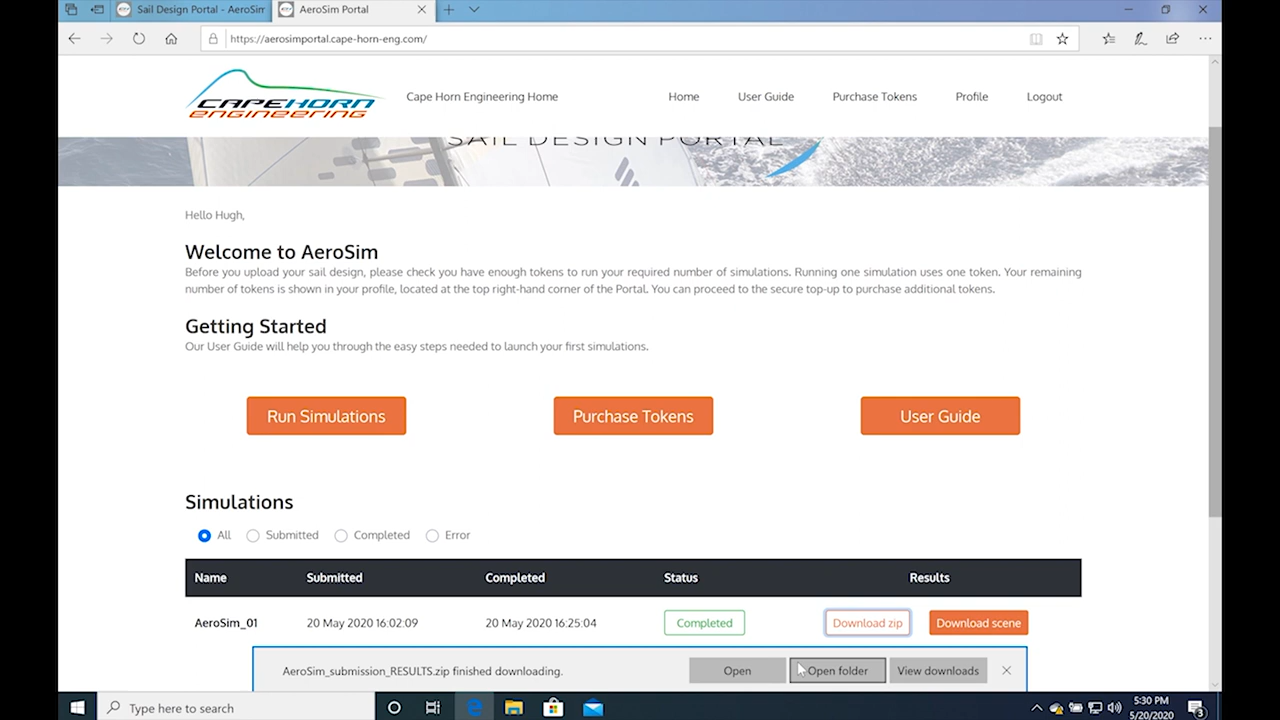 Sail Design Portal - AeroSim
AeroSim Portal
https://aerosimportal.cape-horn-eng.com/
CAPEHORN
ENGINEERING
Cape Horn Engineering Home
Home
User Guide
Purchase Tokens
Profile
Logout
SAIL DESIGN PORTAL
Hello Hugh,
Welcome to AeroSim
Before you upload your sail design, please check you have enough tokens to run your required number of simulations. Running one simulation uses one token. Your remaining
number of tokens is shown in your profile, located at the top right-hand corner of the Portal. You can proceed to the secure top-up to purchase additional tokens.
Getting Started
Our User Guide will help you through the easy steps needed to launch your first simulations.
Run Simulations
Purchase Tokens
User Guide
Simulations
All
Submitted
Completed
Error
Name Submitted Completed Status Results
AeroSim_01 20 May 2020 16:02:09 20 May 2020 16:25:04 Completed Download zip Download scene
AeroSim_submission_RESULTS.zip finished downloading.
Open
Open folder
View downloads
Type here to search
5:30 PM
5/20/2020
3